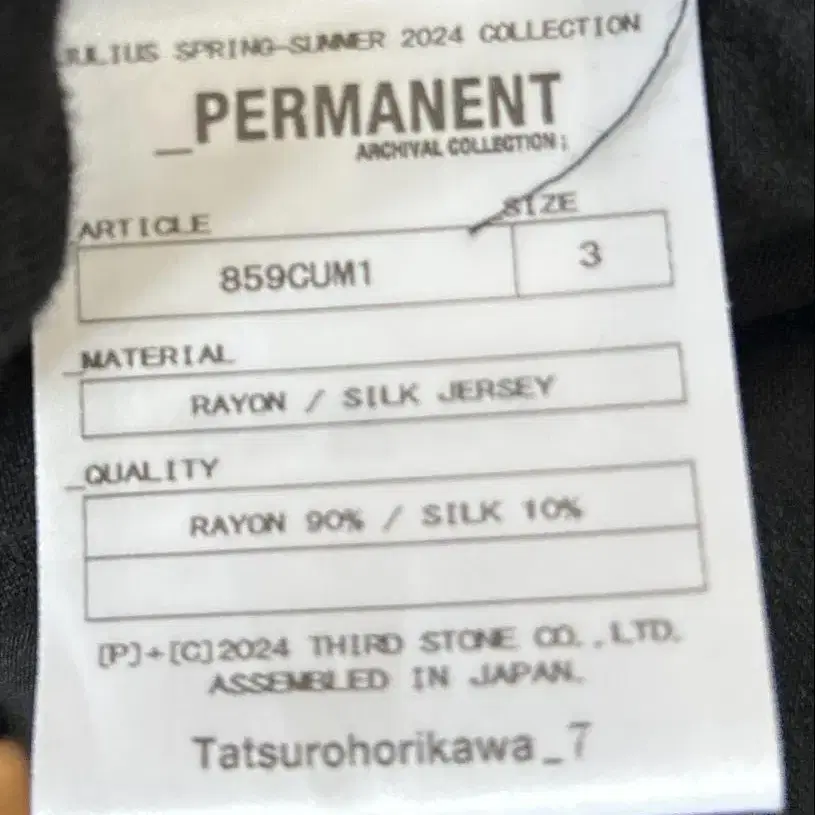 JULIUS SPRING-SUMMER 2024 COLLECTION
_PERMANENT
ARCHIVAL COLLECTION;
ARTICLE
SIZE
859CUM1
3
_MATERIAL
RAYON / SILK JERSEY
_QUALITY
RAYON 90% / SILK 10%
[P]+[C]2024 THIRD STONE CO.,LTD.
ASSEMBLED IN JAPAN.
Tatsurohorikawa_7